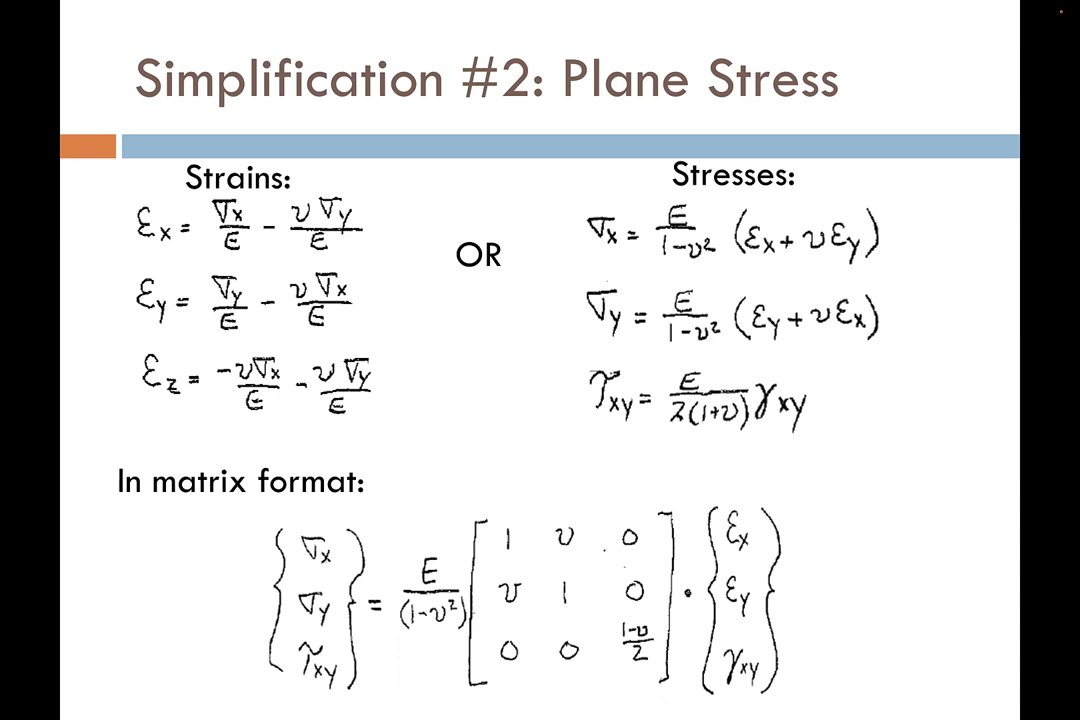 Simplification #2: Plane Stress
Strains:
εx = σx/E - νσy/E
εy = σy/E - νσx/E
εz = -νσx/E - νσy/E
OR
Stresses:
σx = E/(1-ν²) (εx + νεy)
σy = E/(1-ν²) (εy + νεx)
τxy = E/(2(1+ν)) γxy
In matrix format:
{σx σy τxy} = E/(1-ν²) [1 ν 0; ν 1 0; 0 0 (1-ν)/2] · {εx εy γxy}